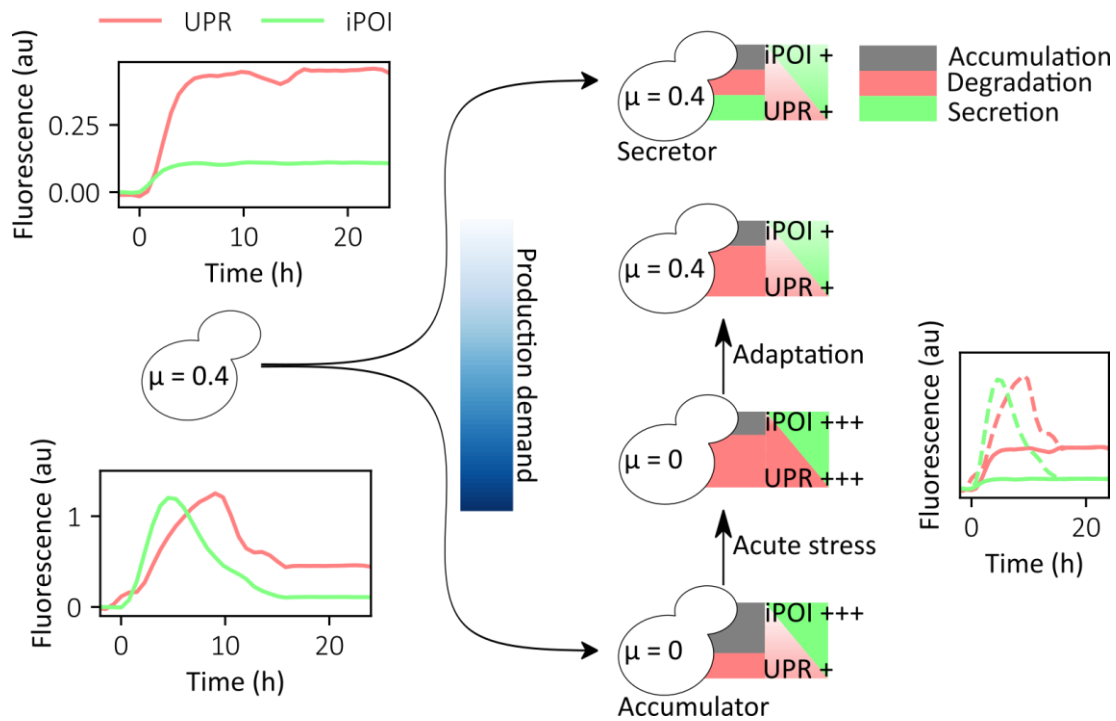 UPR
iPOI
Fluorescence (au)
0.25
0.00
0
10
20
Time (h)
μ = 0.4
Fluorescence (au)
1
0
0
10
20
Time (h)
Production demand
μ = 0.4
iPOI +
UPR +
Secretor
Accumulation
Degradation
Secretion
μ = 0.4
iPOI +
UPR +
Adaptation
μ = 0
iPOI +++
UPR +++
Acute stress
μ = 0
iPOI +++
UPR +
Accumulator
Fluorescence (au)
0
20
Time (h)